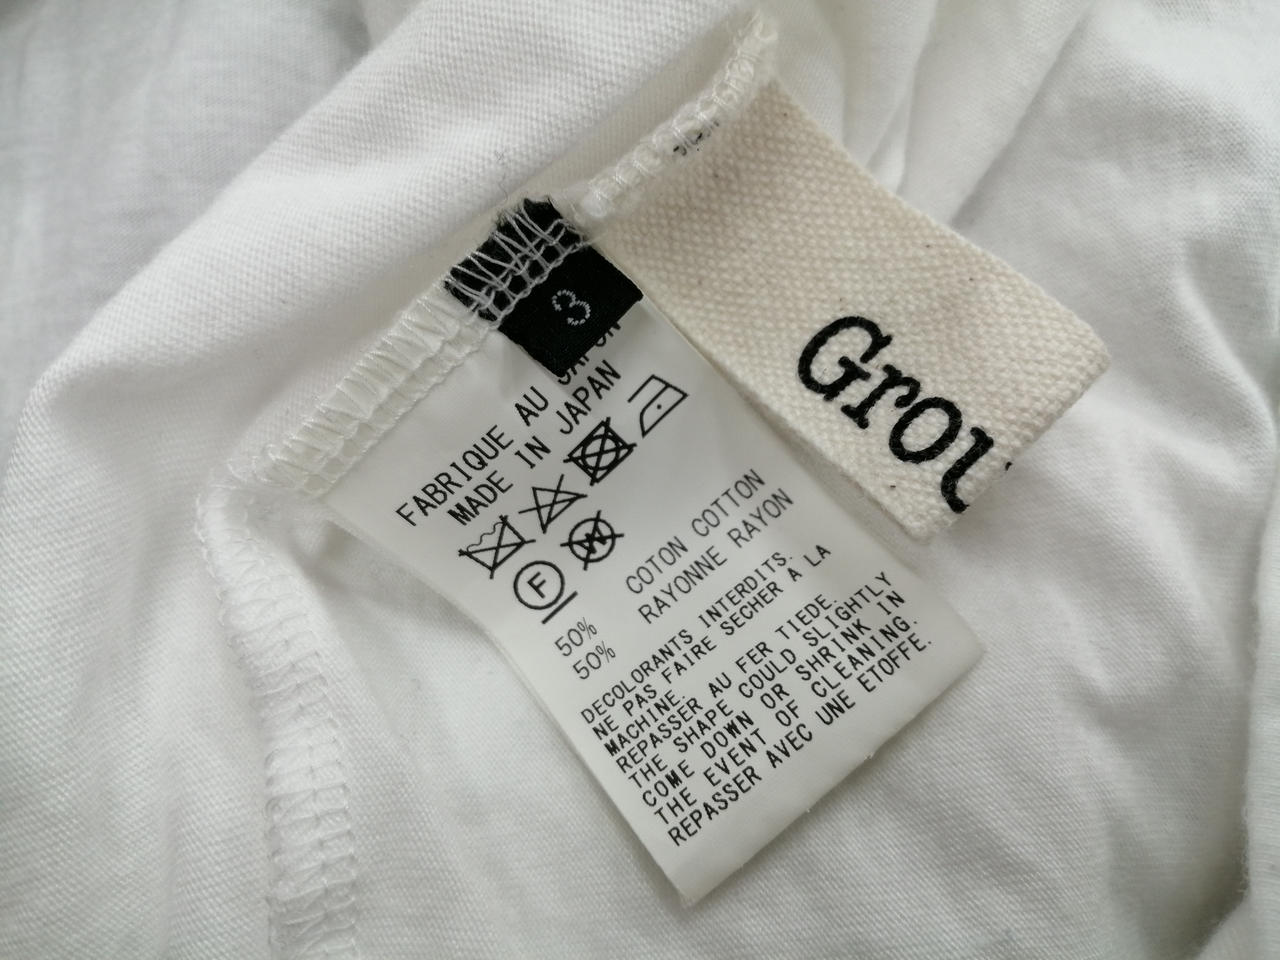 3
FABRIQUE AU JAPON
MADE IN JAPAN
F
W
50% COTON COTTON
50% RAYONNE RAYON
DECOLORANTS INTERDITS.
NE PAS FAIRE SECHER À LA
MACHINE.
REPASSER AU FER TIEDE.
THE SHAPE COULD SLIGHTLY
COME DOWN OR SHRINK IN
THE EVENT OF CLEANING.
REPASSER AVEC UNE ETOFFE.
Grou